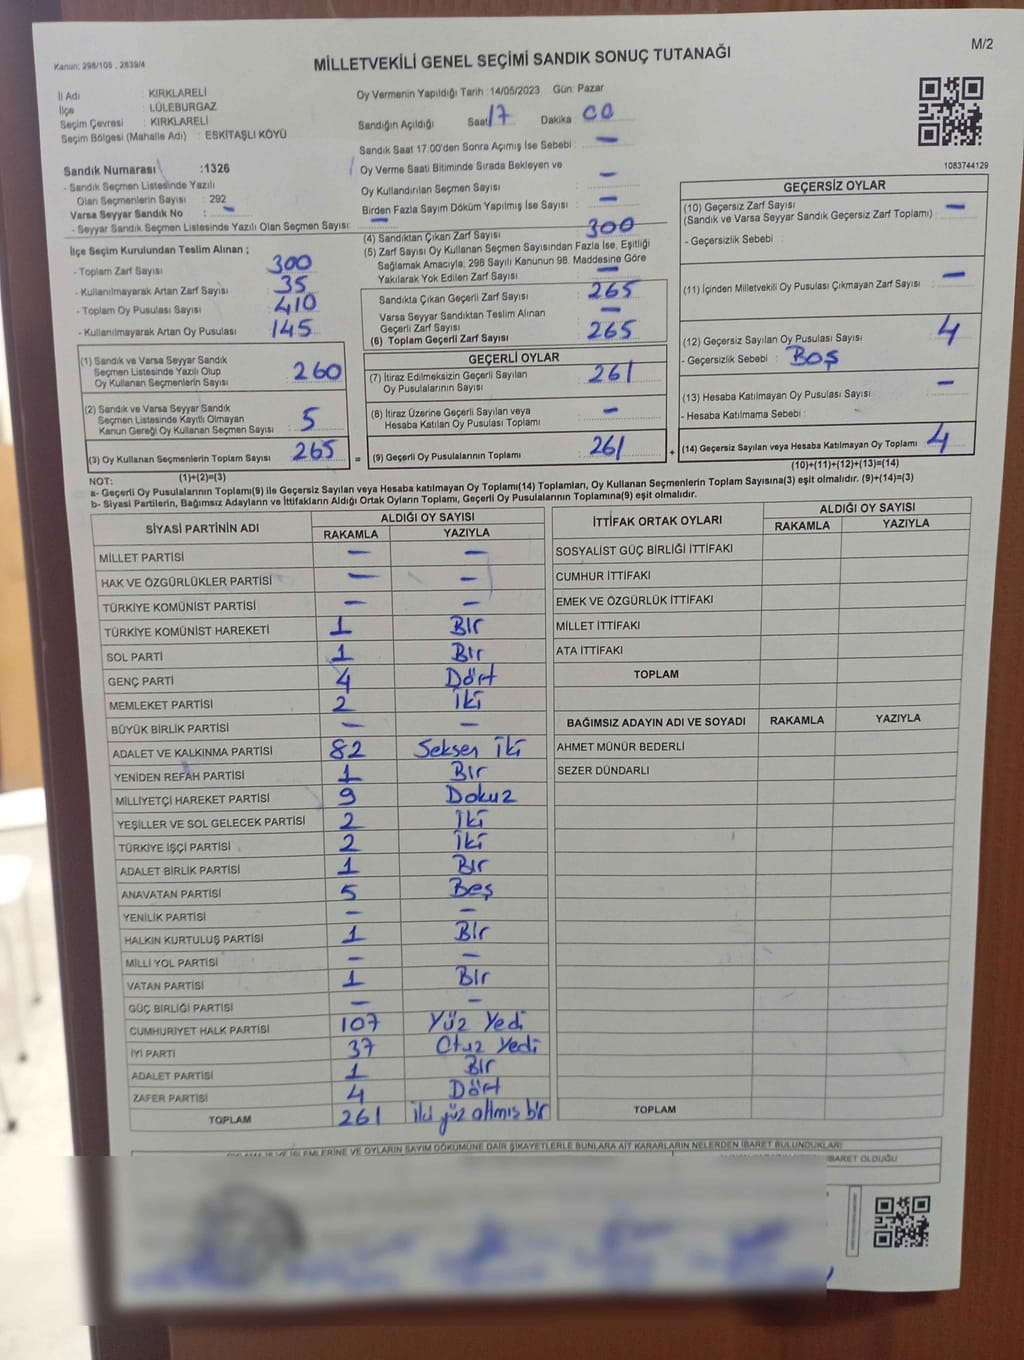 M/2
Kanun: 298/105 , 2839/4
MİLLETVEKİLİ GENEL SEÇİMİ SANDIK SONUÇ TUTANAĞI
İl Adı : KIRKLARELİ
İlçe : LÜLEBURGAZ
Seçim Çevresi : KIRKLARELİ
Seçim Bölgesi (Mahalle Adı) : ESKİTAŞLI KÖYÜ
Sandık Numarası :1326
- Sandık Seçmen Listesinde Yazılı
Olan Seçmenlerin Sayısı : 292
Varsa Seyyar Sandık No : —
- Seyyar Sandık Seçmen Listesinde Yazılı Olan Seçmen Sayısı: —
Oy Vermenin Yapıldığı Tarih :14/05/2023 Gün: Pazar
Sandığın Açıldığı Saat 17 Dakika : 00
Sandık Saat 17.00'den Sonra Açımış İse Sebebi : —
Oy Verme Saati Bitiminde Sırada Bekleyen ve
Oy Kullandırılan Seçmen Sayısı : —
Birden Fazla Sayım Döküm Yapılmış İse Sayısı : —
1083744129
İlçe Seçim Kurulundan Teslim Alınan ;
- Toplam Zarf Sayısı : 300
- Kullanılmayarak Artan Zarf Sayısı : 35
- Toplam Oy Pusulası Sayısı : 410
- Kullanılmayarak Artan Oy Pusulası : 145
(1) Sandık ve Varsa Seyyar Sandık
Seçmen Listesinde Yazılı Olup
Oy Kullanan Seçmenlerin Sayısı : 260
(2) Sandık ve Varsa Seyyar Sandık
Seçmen Listesinde Kayıtlı Olmayan
Kanun Gereği Oy Kullanan Seçmen Sayısı : 5
(3) Oy Kullanan Seçmenlerin Toplam Sayısı : 265 =
(1)+(2)=(3)
(4) Sandıktan Çıkan Zarf Sayısı : 300
(5) Zarf Sayısı Oy Kullanan Seçmen Sayısından Fazla İse, Eşitliği
Sağlamak Amacıyla, 298 Sayılı Kanunun 98. Maddesine Göre
Yakılarak Yok Edilen Zarf Sayısı : —
Sandıkta Çıkan Geçerli Zarf Sayısı : 265
Varsa Seyyar Sandıktan Teslim Alınan
Geçerli Zarf Sayısı : —
(6) Toplam Geçerli Zarf Sayısı : 265
GEÇERLİ OYLAR
(7) İtiraz Edilmeksizin Geçerli Sayılan
Oy Pusulalarının Sayısı : 261
(8) İtiraz Üzerine Geçerli Sayılan veya
Hesaba Katılan Oy Pusulası Toplamı : —
(9) Geçerli Oy Pusulalarının Toplamı : 261 +
GEÇERSİZ OYLAR
(10) Geçersiz Zarf Sayısı
(Sandık ve Varsa Seyyar Sandık Geçersiz Zarf Toplamı) : —
- Geçersizlik Sebebi :
(11) İçinden Milletvekili Oy Pusulası Çıkmayan Zarf Sayısı : —
(12) Geçersiz Sayılan Oy Pusulası Sayısı : 4
- Geçersizlik Sebebi : BOŞ
(13) Hesaba Katılmayan Oy Pusulası Sayısı : —
- Hesaba Katılmama Sebebi :
(14) Geçersiz Sayılan veya Hesaba Katılmayan Oy Toplamı : 4
(10)+(11)+(12)+(13)=(14)
NOT:
a- Geçerli Oy Pusulalarının Toplamı(9) ile Geçersiz Sayılan veya Hesaba katılmayan Oy Toplamı(14) Toplamları, Oy Kullanan Seçmenlerin Toplam Sayısına(3) eşit olmalıdır. (9)+(14)=(3)
b- Siyasi Partilerin, Bağımsız Adayların ve İttifakların Aldığı Ortak Oyların Toplamı, Geçerli Oy Pusulalarının Toplamına(9) eşit olmalıdır.
SİYASİ PARTİNİN ADI ALDIĞI OY SAYISI
RAKAMLA YAZIYLA
MİLLET PARTİSİ — —
HAK VE ÖZGÜRLÜKLER PARTİSİ — —
TÜRKİYE KOMÜNİST PARTİSİ — —
TÜRKİYE KOMÜNİST HAREKETİ 1 Bir
SOL PARTİ 1 Bir
GENÇ PARTİ 4 Dört
MEMLEKET PARTİSİ 2 İki
BÜYÜK BİRLİK PARTİSİ — —
ADALET VE KALKINMA PARTİSİ 82 Seksen İki
YENİDEN REFAH PARTİSİ 1 Bir
MİLLİYETÇİ HAREKET PARTİSİ 9 Dokuz
YEŞİLLER VE SOL GELECEK PARTİSİ 2 İki
TÜRKİYE İŞÇİ PARTİSİ 2 İki
ADALET BİRLİK PARTİSİ 1 Bir
ANAVATAN PARTİSİ 5 Beş
YENİLİK PARTİSİ — —
HALKIN KURTULUŞ PARTİSİ 1 Bir
MİLLİ YOL PARTİSİ — —
VATAN PARTİSİ 1 Bir
GÜÇ BİRLİĞİ PARTİSİ — —
CUMHURİYET HALK PARTİSİ 107 Yüz Yedi
İYİ PARTİ 37 Otuz Yedi
ADALET PARTİSİ 1 Bir
ZAFER PARTİSİ 4 Dört
TOPLAM 261 İki yüz altmış bir
İTTİFAK ORTAK OYLARI ALDIĞI OY SAYISI
RAKAMLA YAZIYLA
SOSYALİST GÜÇ BİRLİĞİ İTTİFAKI
CUMHUR İTTİFAKI
EMEK VE ÖZGÜRLÜK İTTİFAKI
MİLLET İTTİFAKI
ATA İTTİFAKI
TOPLAM
BAĞIMSIZ ADAYIN ADI VE SOYADI RAKAMLA YAZIYLA
AHMET MÜNÜR BEDERLİ
SEZER DÜNDARLI
TOPLAM
İŞLEMLERİNE VE OYLARIN SAYIM DÖKÜMÜNE DAİR ŞİKAYETLERLE BUNLARA AİT KARARLARIN NELERDEN İBARET BULUNDUKLARI
İBARET OLDUĞU